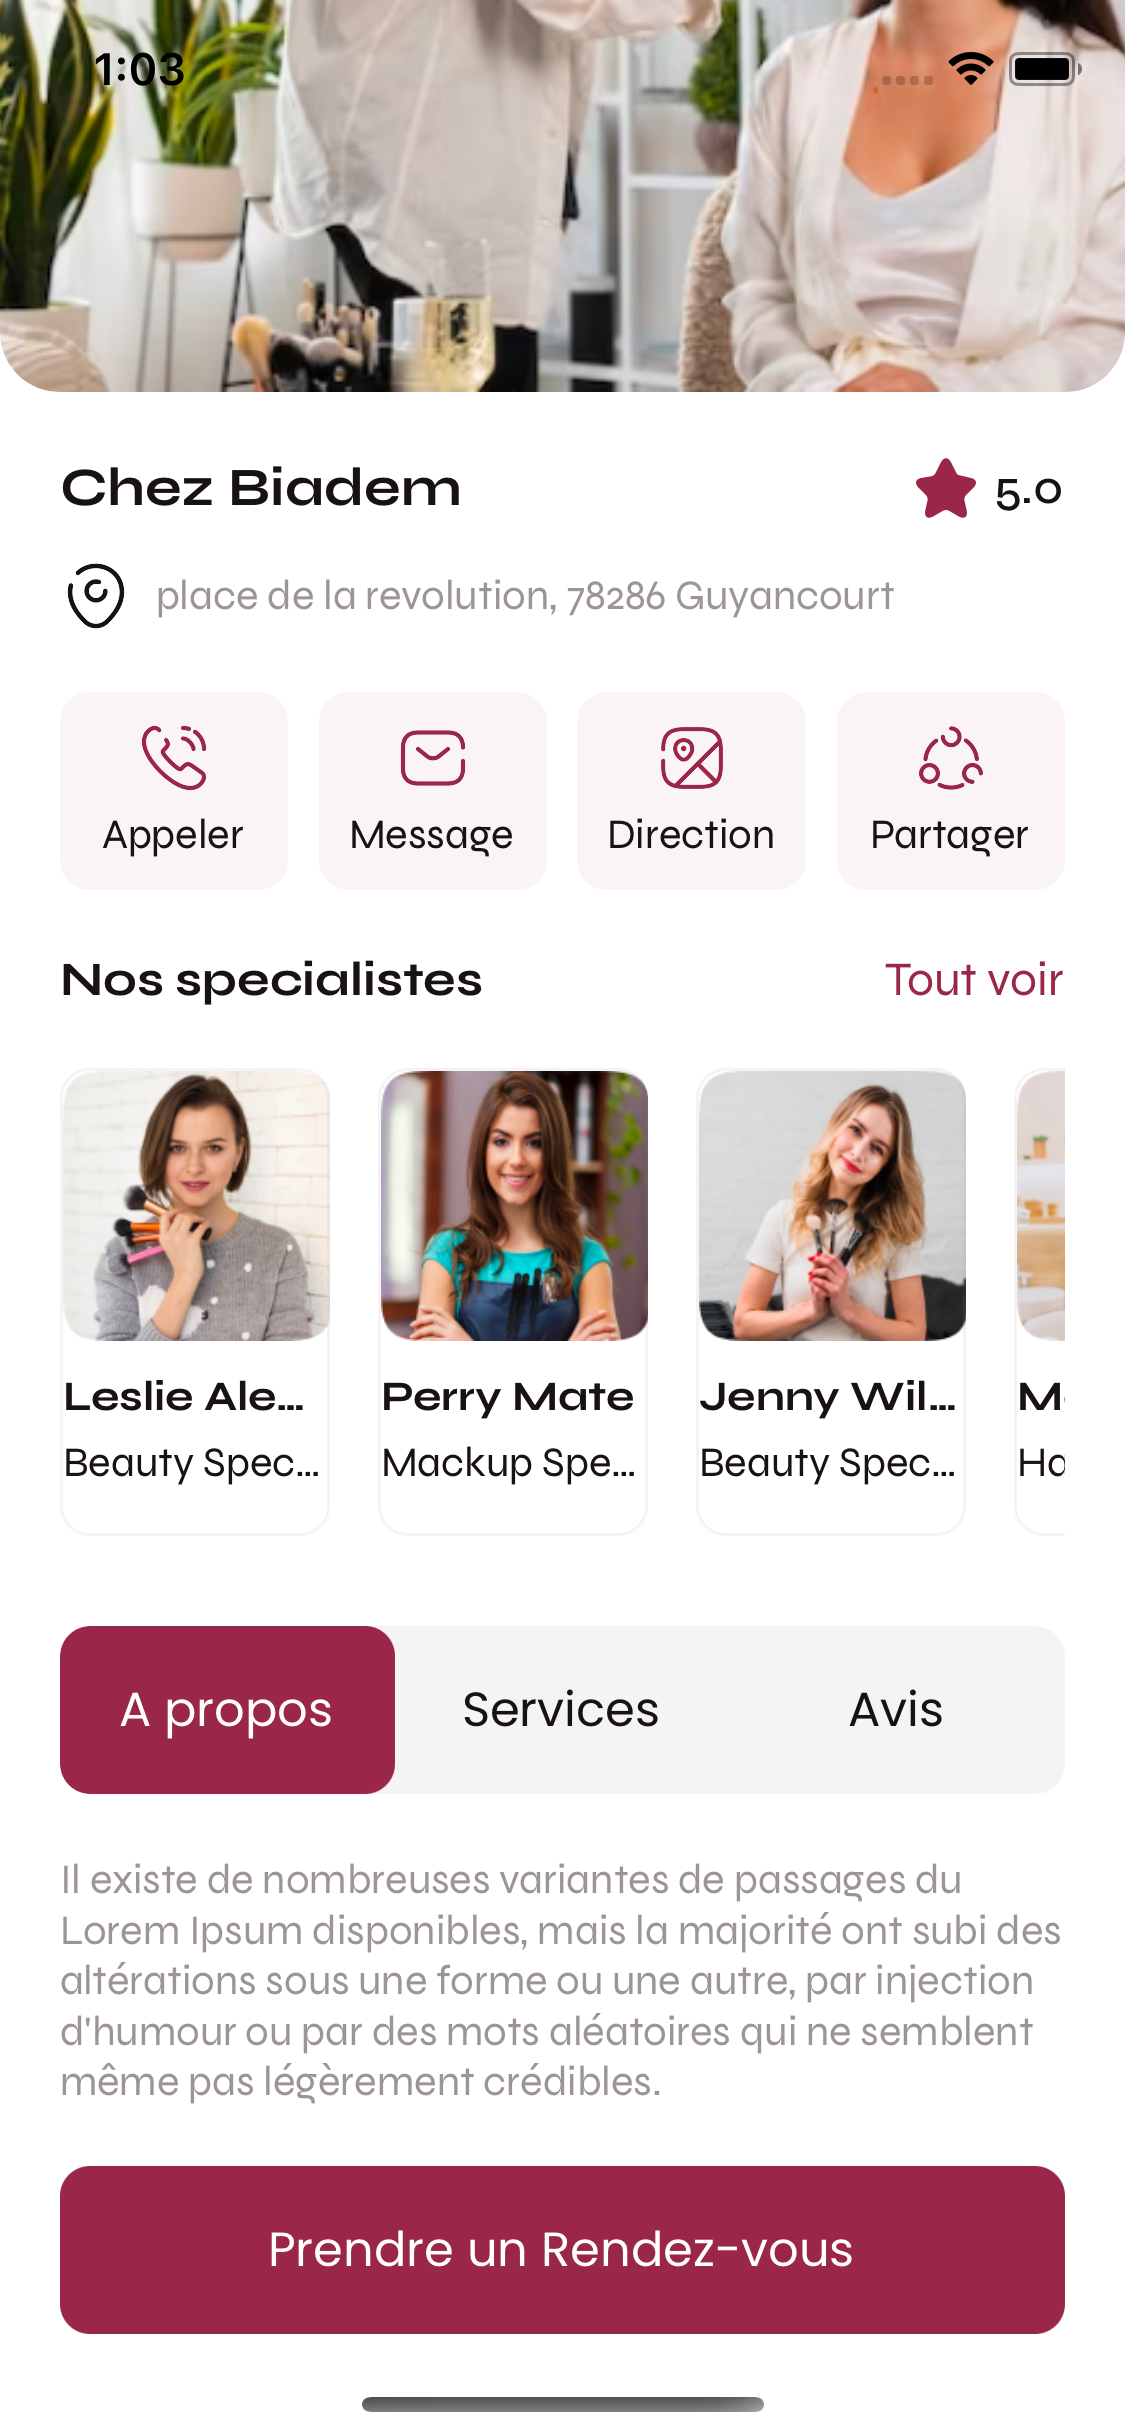 1:03
Chez Biadem
5.0
place de la revolution, 78286 Guyancourt
Appeler
Message
Direction
Partager
Nos specialistes
Tout voir
Leslie Ale...
Perry Mate
Jenny Wil...
Beauty Spec...
Mackup Spe...
Beauty Spec...
A propos
Services
Avis
Il existe de nombreuses variantes de passages du
Lorem Ipsum disponibles, mais la majorité ont subi des
altérations sous une forme ou une autre, par injection
d'humour ou par des mots aléatoires qui ne semblent
même pas légèrement crédibles.
Prendre un Rendez-vous